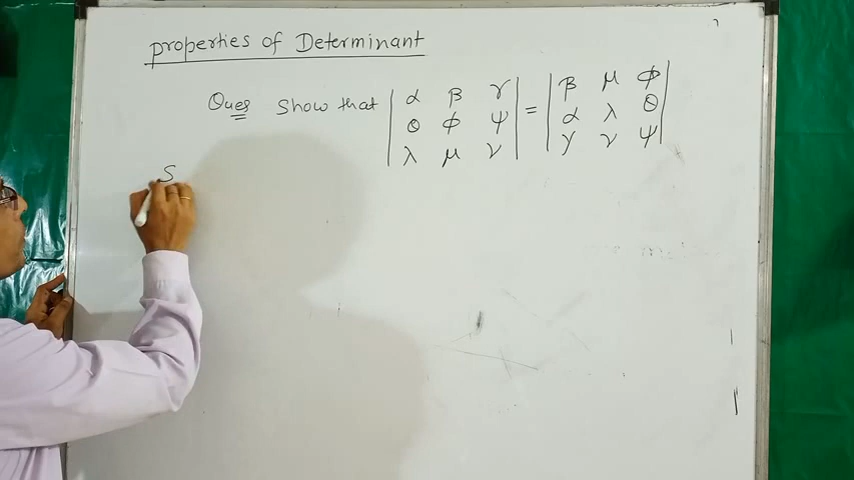 properties of Determinant
Ques Show that | α β γ | = | β μ ϕ |
| θ ϕ ψ | | α λ θ |
| λ μ ν | | γ ν ψ |
S